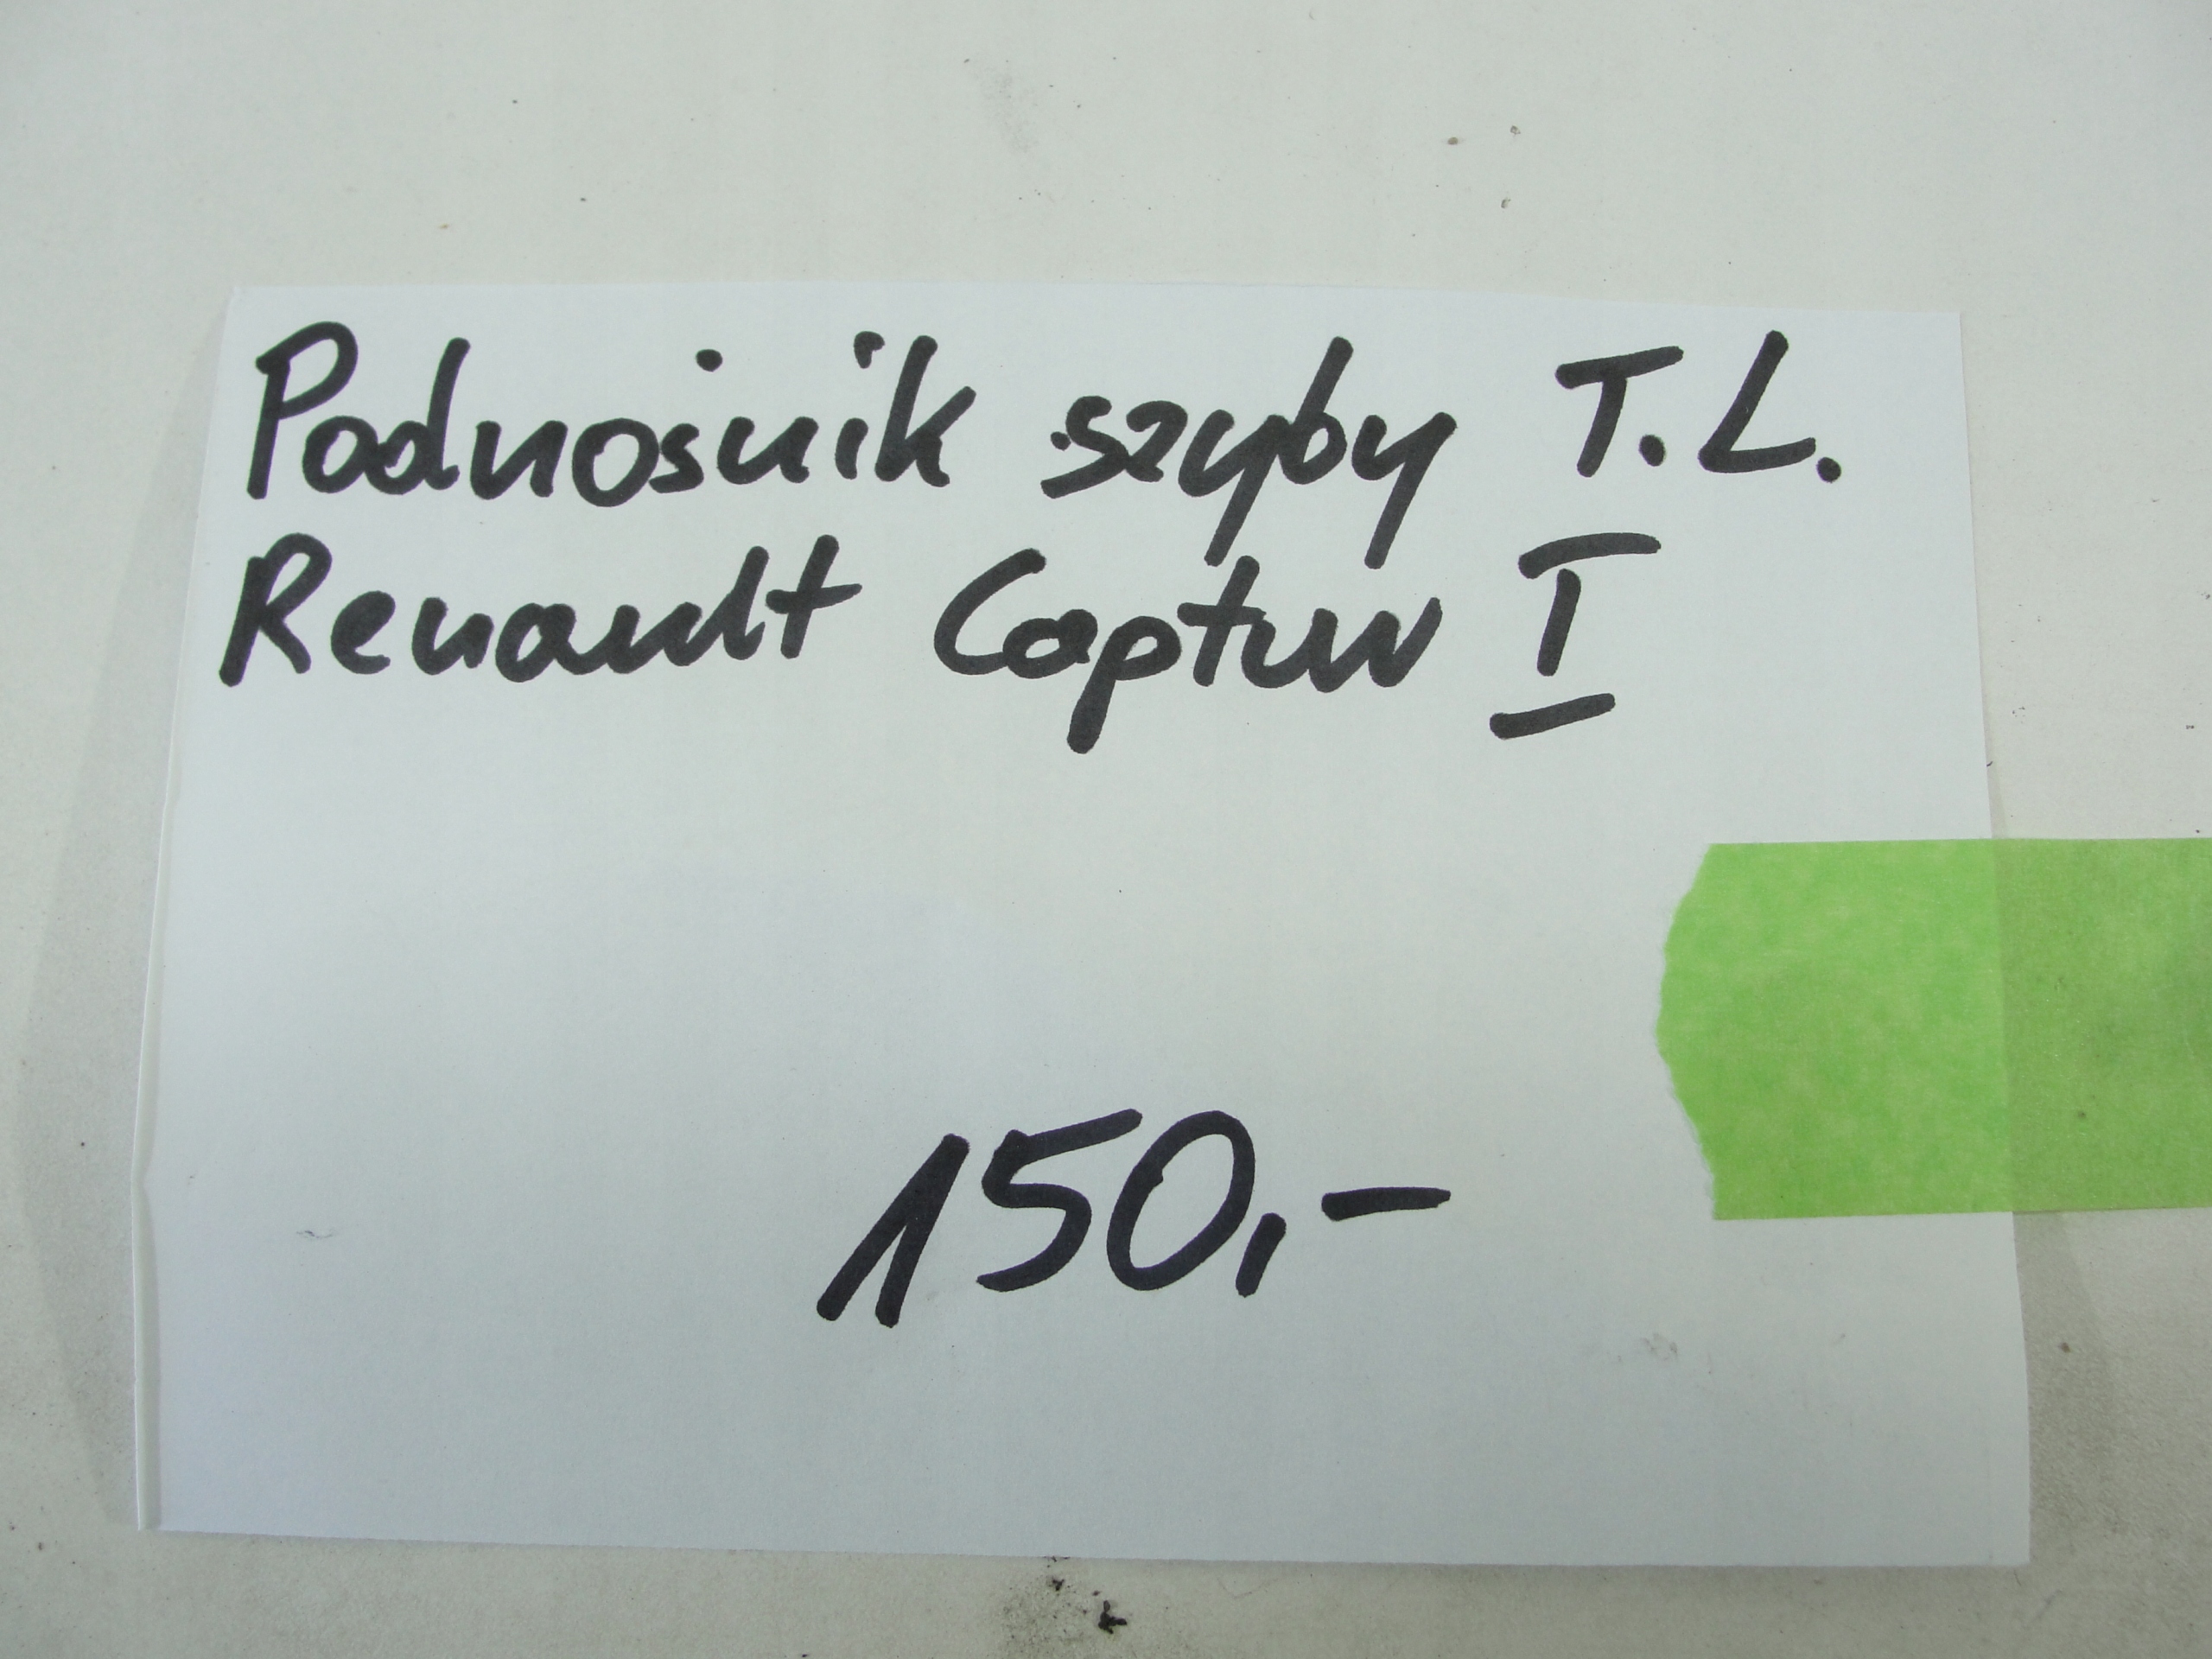 Podnośnik szyby T.L.
Renault Captur I
150,-